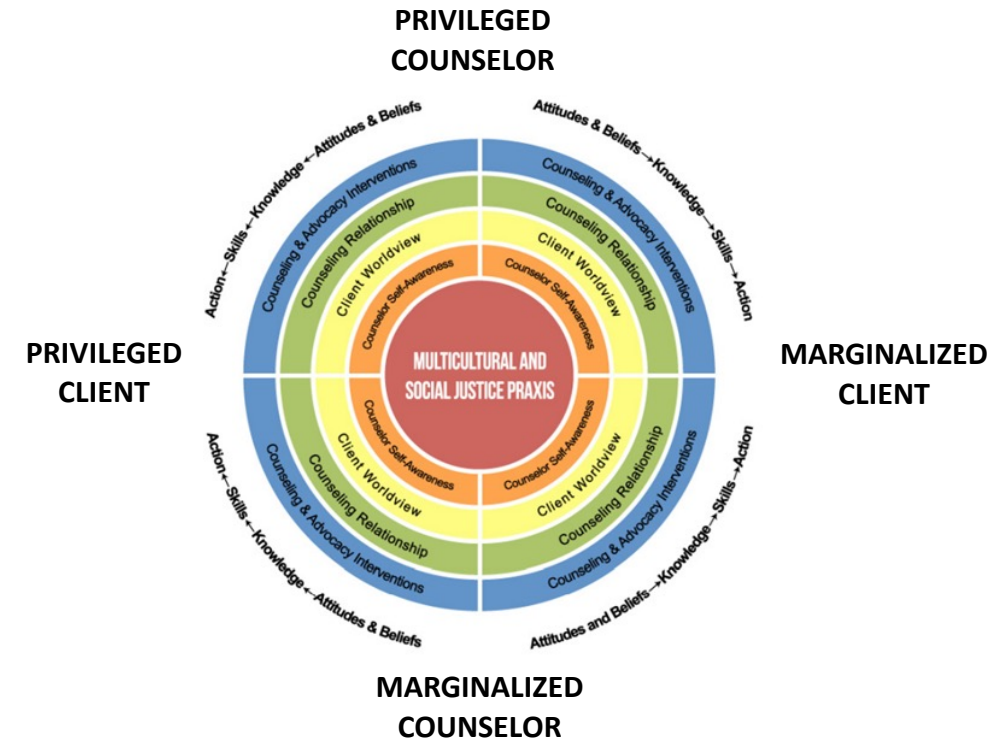 PRIVILEGED
COUNSELOR
Action←Skills←Knowledge←Attitudes & Beliefs
Attitudes & Beliefs→Knowledge→Skills→Action
Counseling & Advocacy Interventions
Counseling & Advocacy Interventions
Counseling Relationship
Counseling Relationship
Client Worldview
Client Worldview
Counselor Self-Awareness
Counselor Self-Awareness
PRIVILEGED
CLIENT
MULTICULTURAL AND
SOCIAL JUSTICE PRAXIS
MARGINALIZED
CLIENT
Counselor Self-Awareness
Counselor Self-Awareness
Client Worldview
Client Worldview
Counseling Relationship
Counseling Relationship
Counseling & Advocacy Interventions
Counseling & Advocacy Interventions
Action←Skills←Knowledge←Attitudes & Beliefs
Attitudes and Beliefs→Knowledge→Skills→Action
MARGINALIZED
COUNSELOR